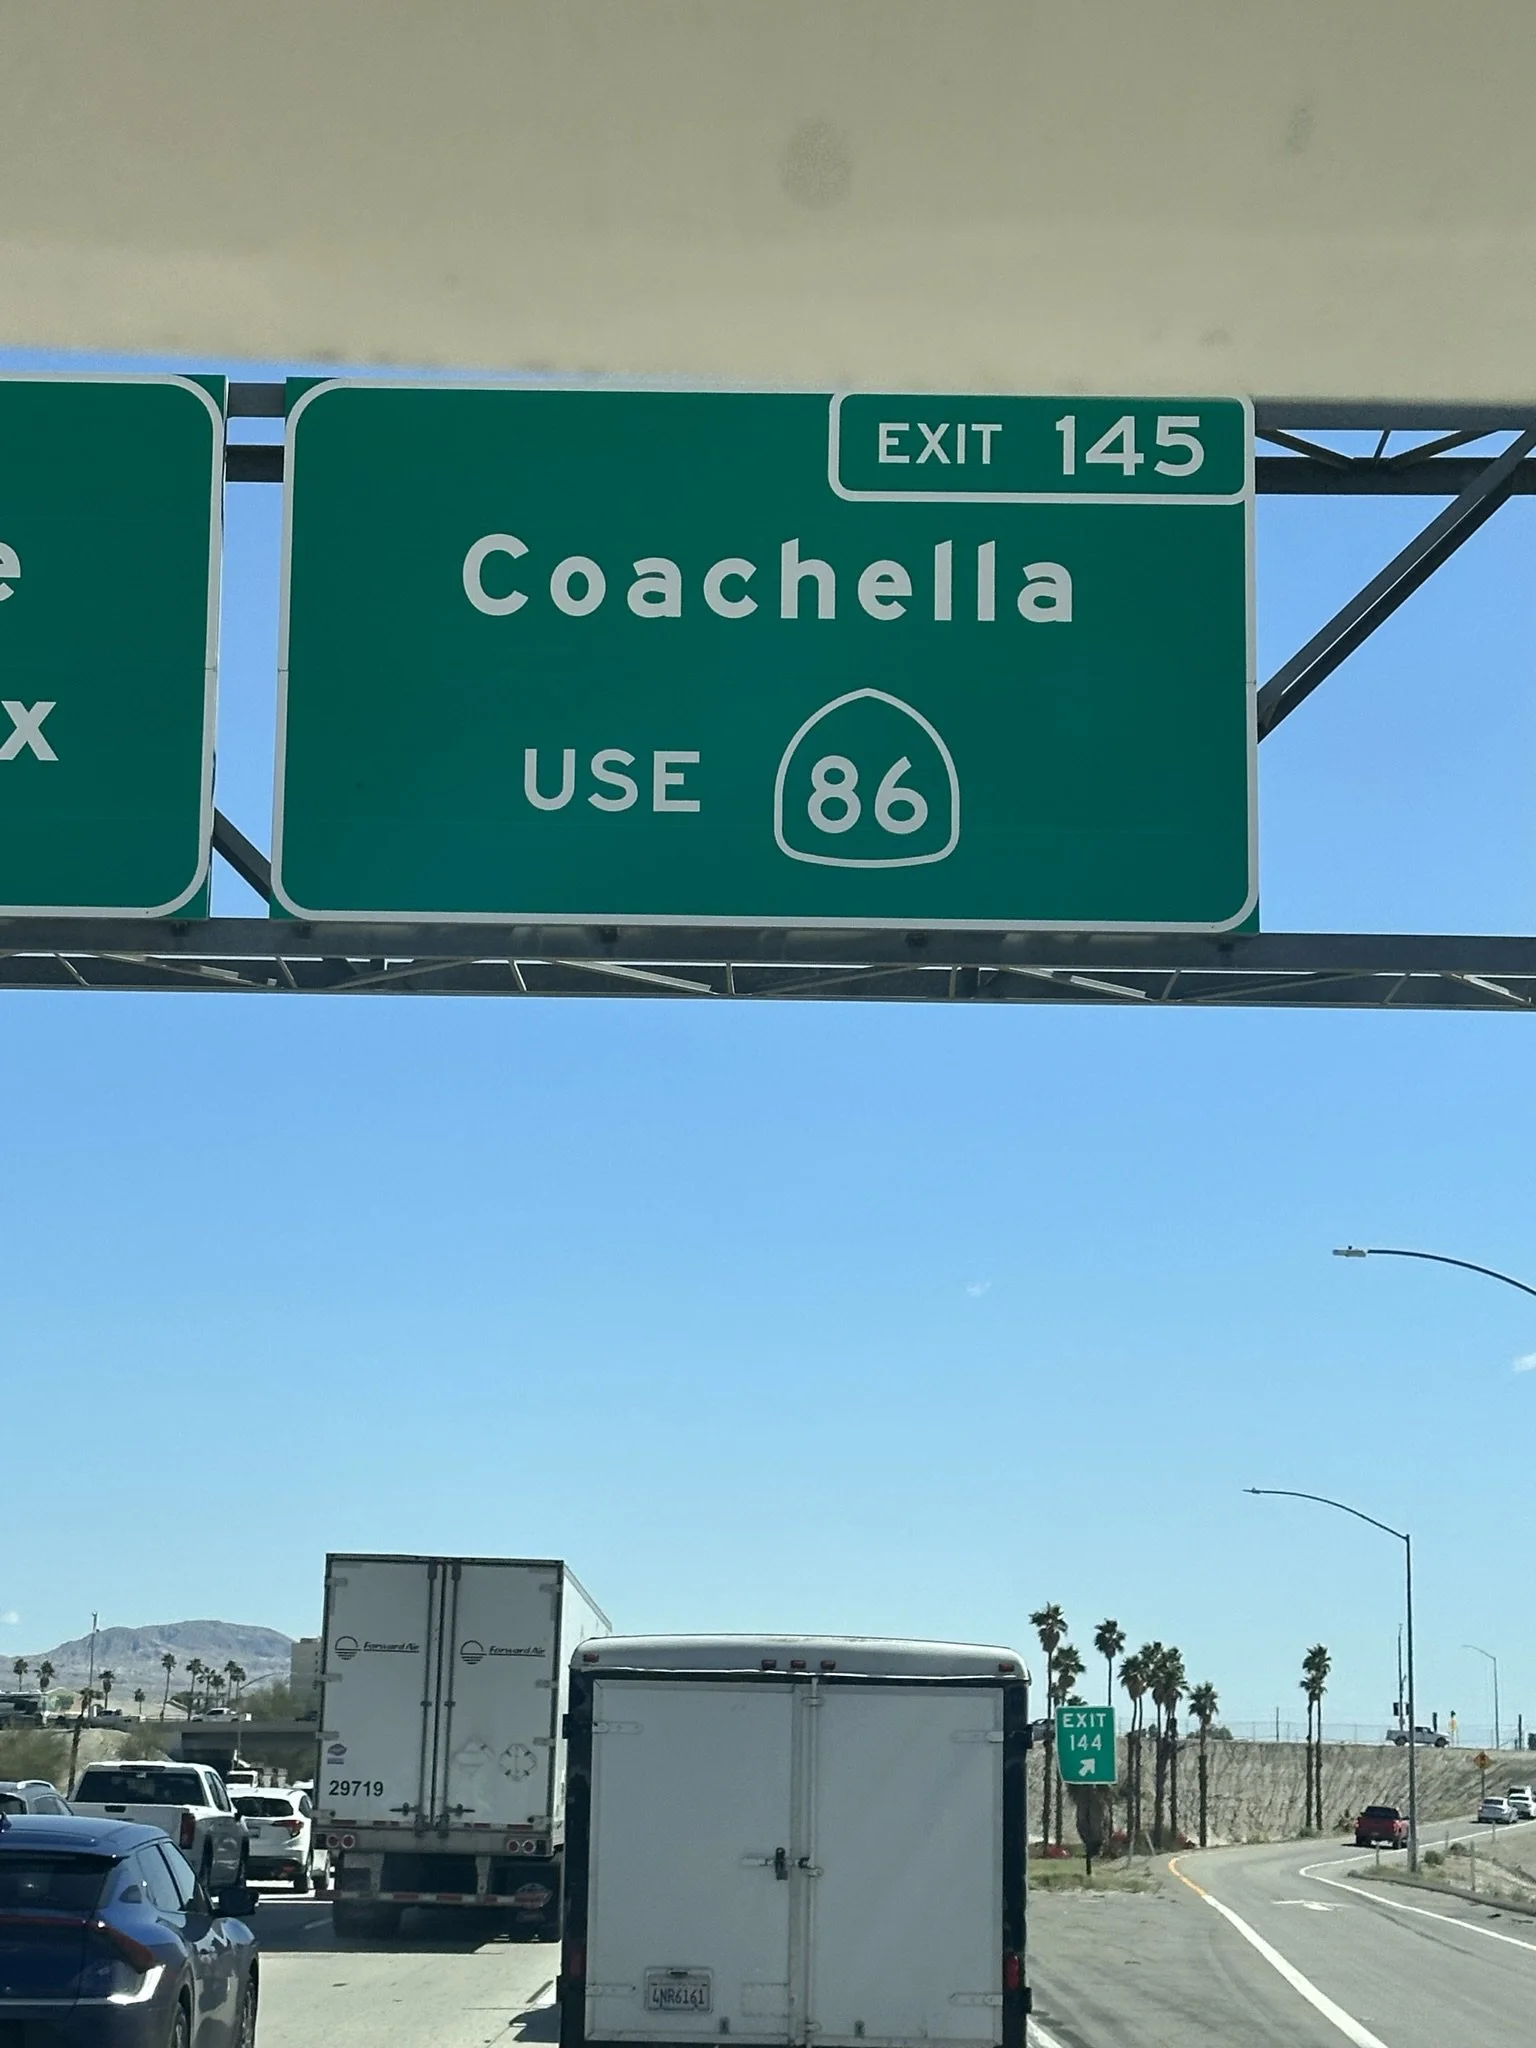 e
x
EXIT 145
Coachella
USE 86
Forward Air Forward Air
29719
EXIT
144
4NR6161